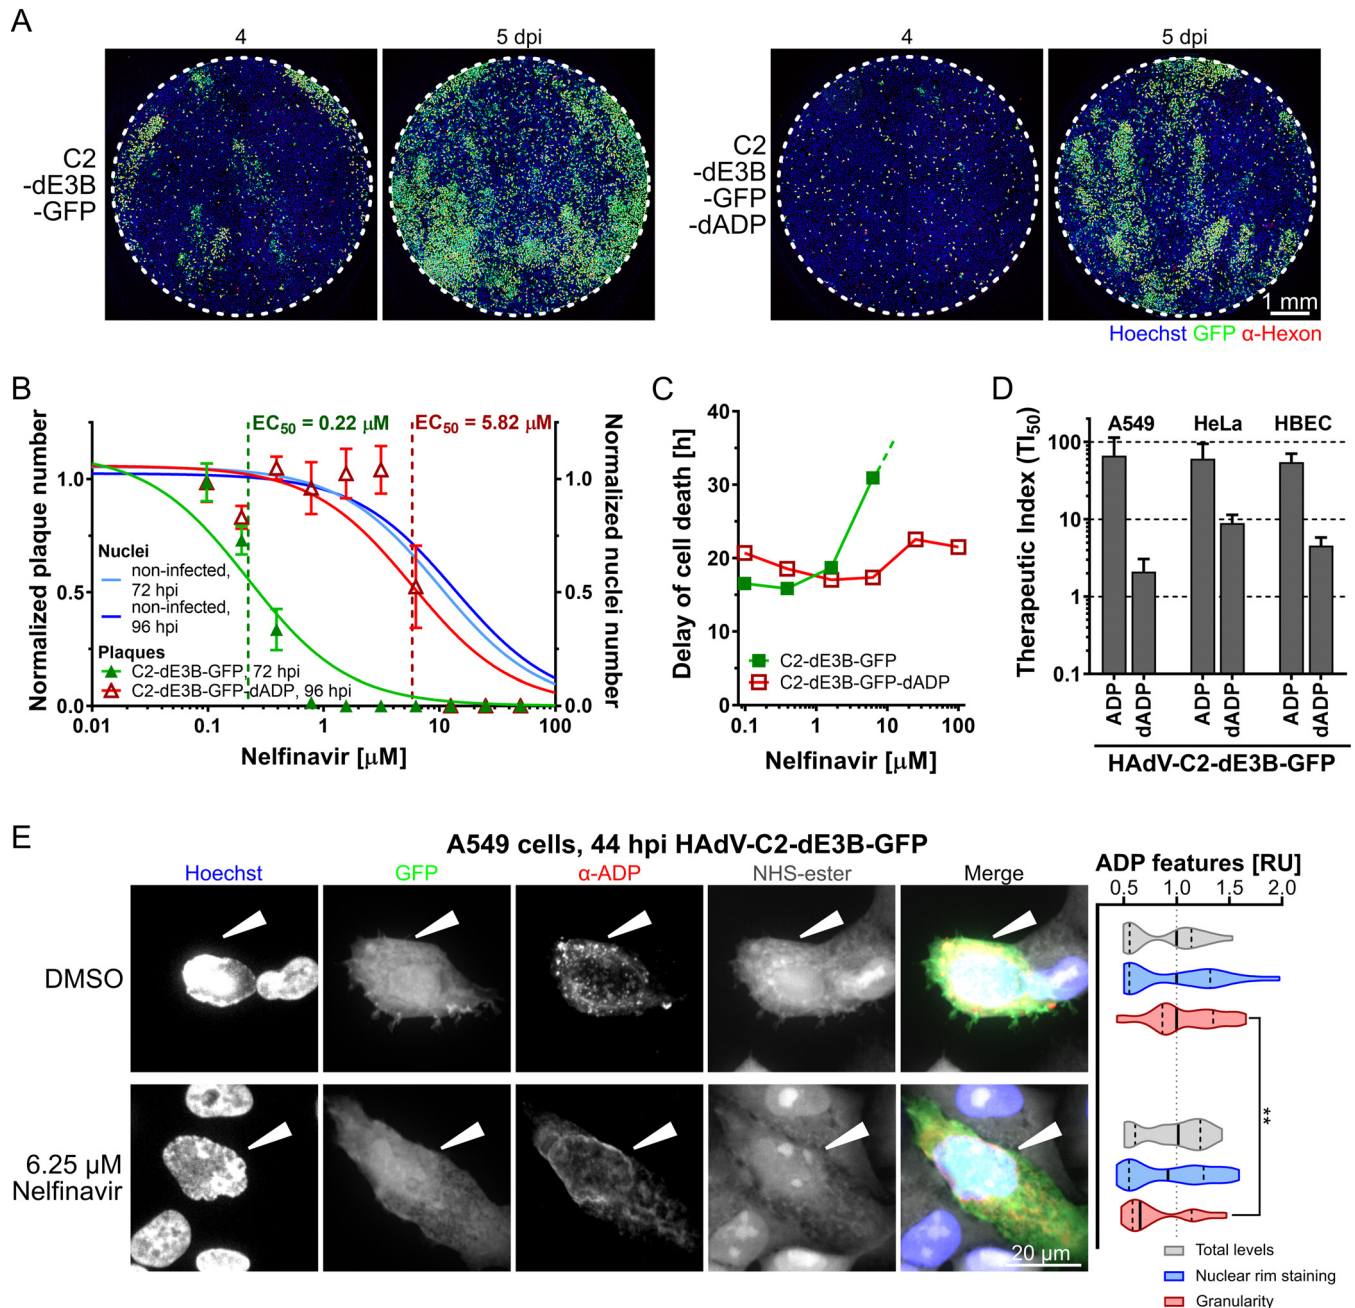 A
4
5 dpi
4
5 dpi
C2
-dE3B
-GFP
C2
-dE3B
-GFP
-dADP
1 mm
Hoechst GFP α-Hexon
B
Normalized plaque number
Normalized nuclei number
EC50 = 0.22 μM
EC50 = 5.82 μM
1.0
0.5
0.0
1.0
0.5
0.0
Nuclei
non-infected,
72 hpi
non-infected,
96 hpi
Plaques
C2-dE3B-GFP, 72 hpi
C2-dE3B-GFP-dADP, 96 hpi
0.01
0.1
1
10
100
Nelfinavir [μM]
C
Delay of cell death [h]
40
30
20
10
0
C2-dE3B-GFP
C2-dE3B-GFP-dADP
0.1
1
10
100
Nelfinavir [μM]
D
Therapeutic Index (TI50)
A549 HeLa HBEC
100
10
1
0.1
ADP
dADP
ADP
dADP
ADP
dADP
HAdV-C2-dE3B-GFP
E
A549 cells, 44 hpi HAdV-C2-dE3B-GFP
Hoechst
GFP
α-ADP
NHS-ester
Merge
DMSO
6.25 μM
Nelfinavir
20 μm
ADP features [RU]
0.5 1.0 1.5 2.0
**
Total levels
Nuclear rim staining
Granularity